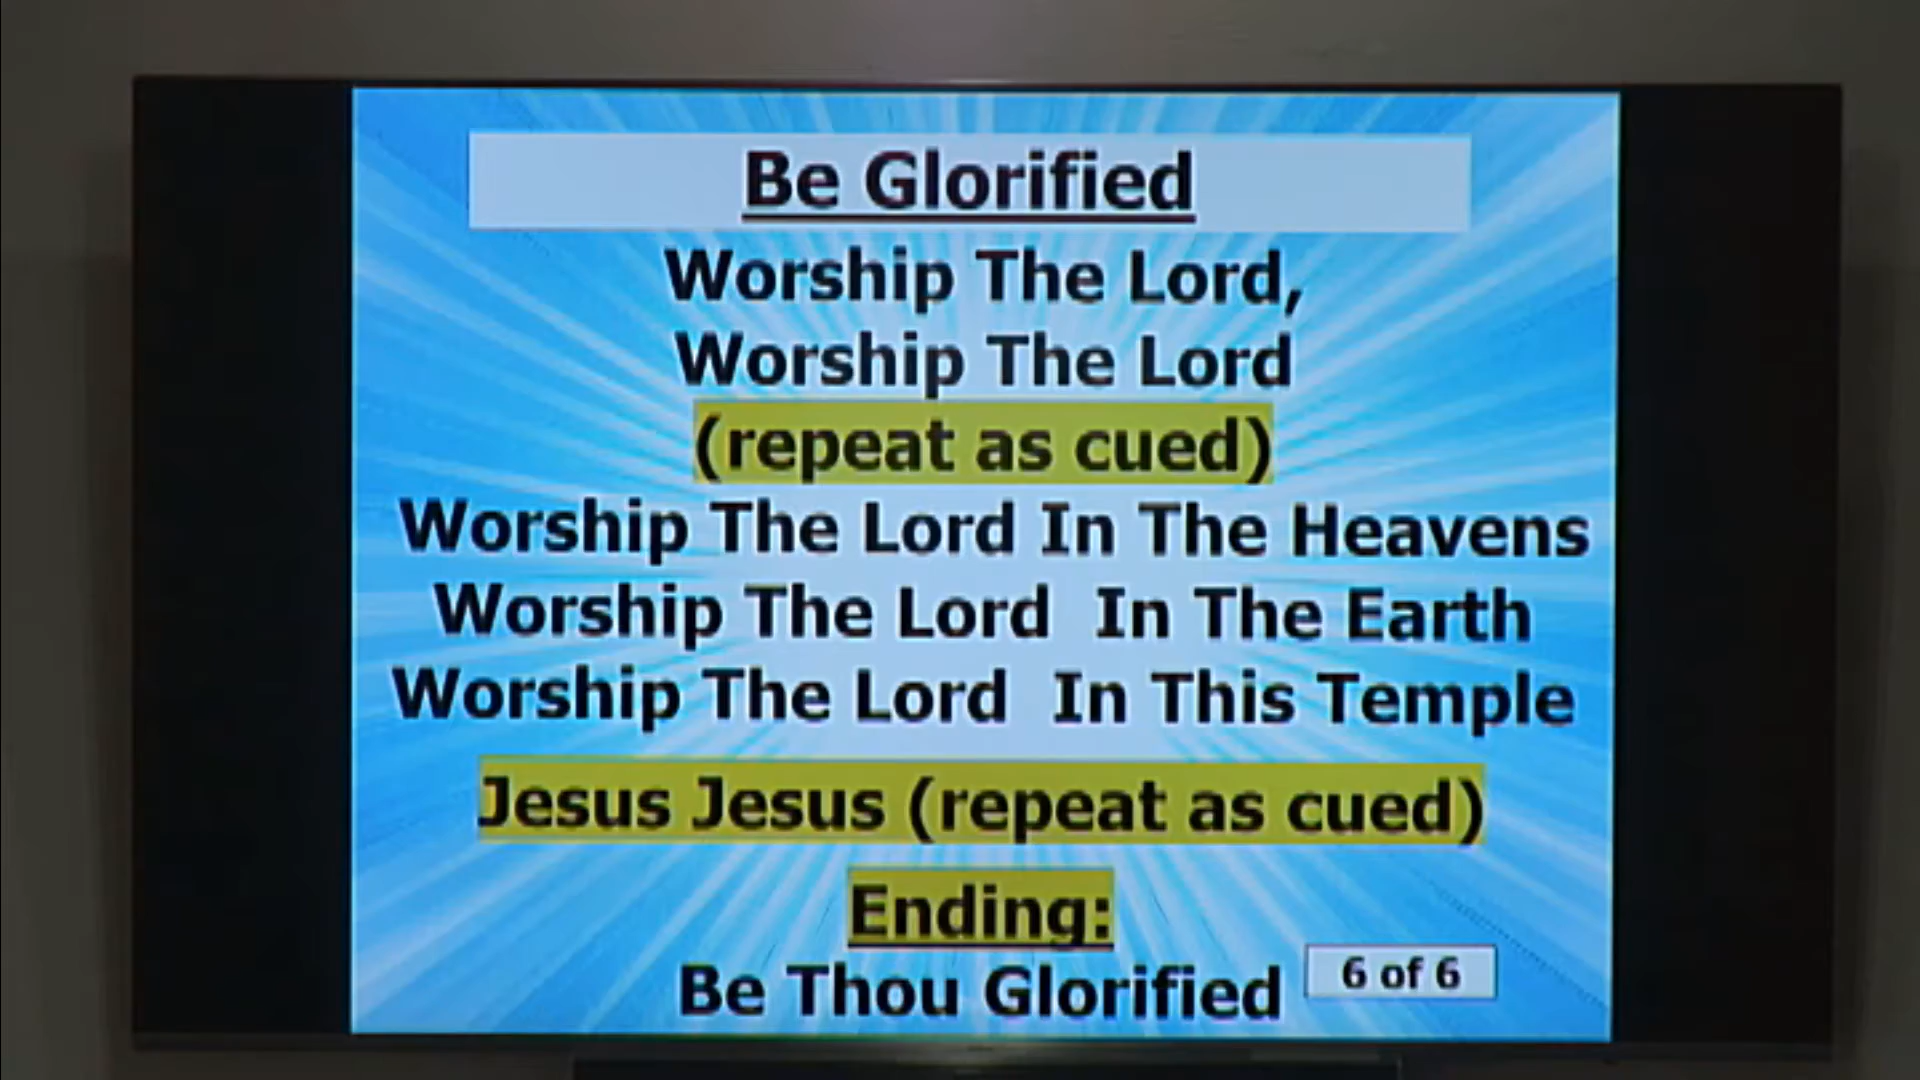 Be Glorified
Worship The Lord,
Worship The Lord
(repeat as cued)
Worship The Lord In The Heavens
Worship The Lord In The Earth
Worship The Lord In This Temple
Jesus Jesus (repeat as cued)
Ending:
Be Thou Glorified
6 of 6